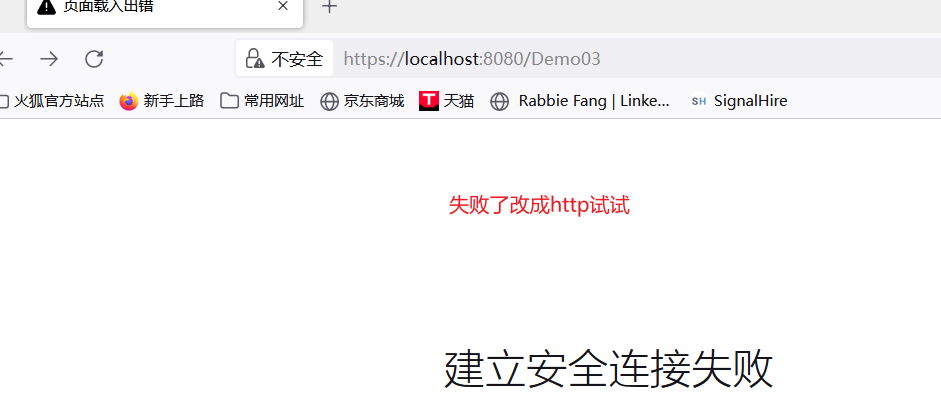 页面载入出错
不安全 https://localhost:8080/Demo03
火狐官方站点 新手上路 常用网址 京东商城 T 天猫 Rabbie Fang | Linke... SH SignalHire
失败了改成http试试
建立安全连接失败